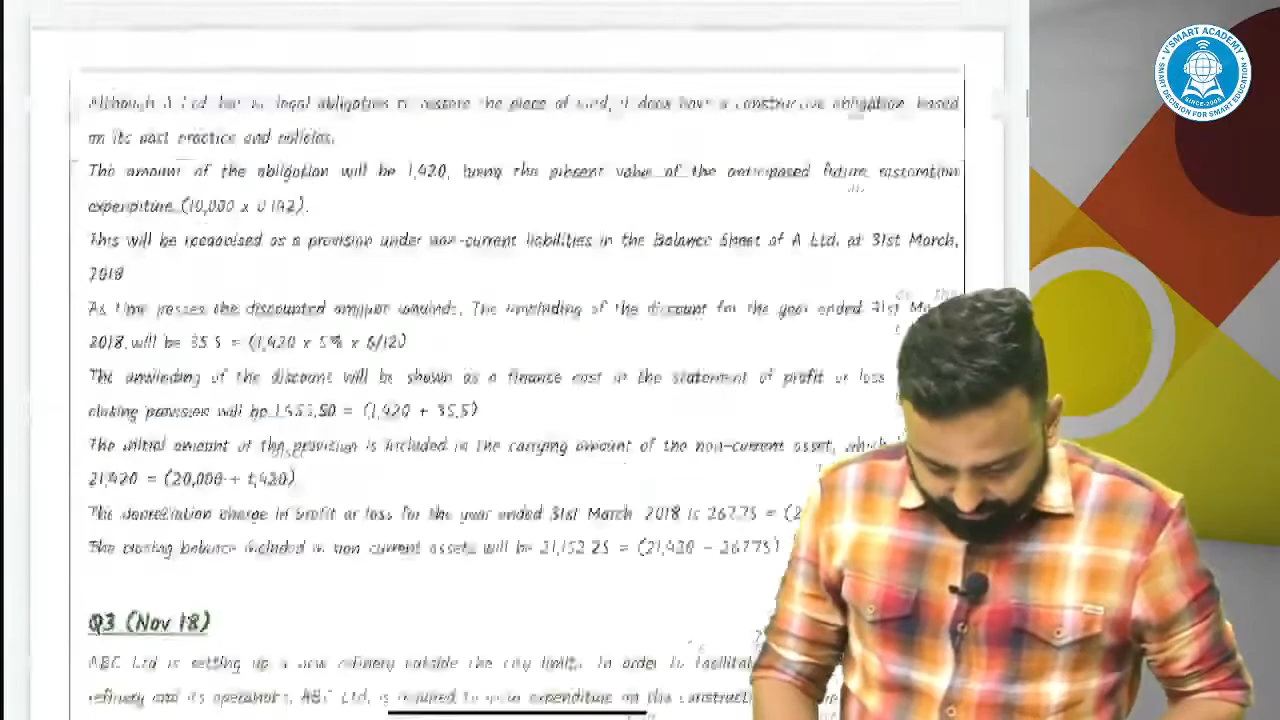 Although A Ltd. has no legal obligation to restore the piece of land, it does have a constructive obligation, based
on its past practice and policies.
The amount of the obligation will be 1,420, being the present value of the anticipated future restoration
expenditure (10,000 x 0.142).
This will be recognised as a provision under non-current liabilities in the Balance Sheet of A Ltd. at 31st March,
2018
As time passes the discounted amount unwinds. The unwinding of the discount for the year ended 31st
2018, will be 35.5 = (1,420 x 5% x 6/12)
The unwinding of the discount will be shown as a finance cost in the statement of profit or loss
closing provision will be 1,455.50 = (1,420 + 35.5)
The initial amount of the provision is included in the carrying amount of the non-current asset, which
21,420 = (20,000 + 1,420)
The depreciation charge in profit or loss for the year ended 31st March 2018 is 267.75 =
The closing balance included in non current assets will be 21,152.25 = (21,420 - 267.75)
Q3 (Nov 18)
ABC Ltd is setting up a new refinery outside the city limits. In order to
refinery and its operations, ABC Ltd. is required to incur expenditure on the
V'SMART ACADEMY
SMART DECISION FOR SMART EDUCATION
SINCE-2005